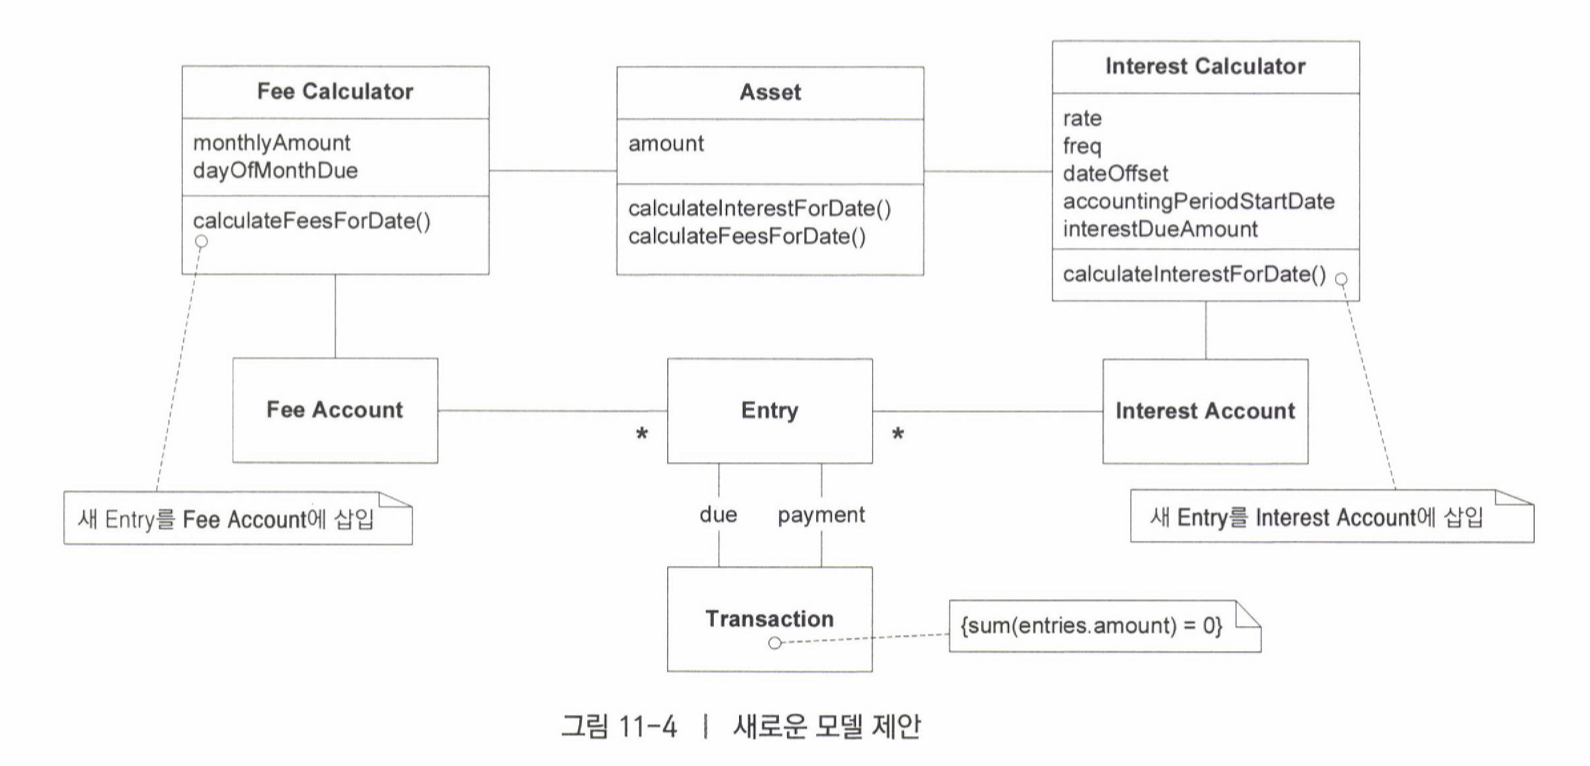 Fee Calculator
monthlyAmount
dayOfMonthDue
calculateFeesForDate()
Asset
amount
calculateInterestForDate()
calculateFeesForDate()
Interest Calculator
rate
freq
dateOffset
accountingPeriodStartDate
interestDueAmount
calculateInterestForDate()
Fee Account
*
Entry
*
Interest Account
새 Entry를 Fee Account에 삽입
due
payment
새 Entry를 Interest Account에 삽입
Transaction
{sum(entries.amount) = 0}
그림 11-4 | 새로운 모델 제안